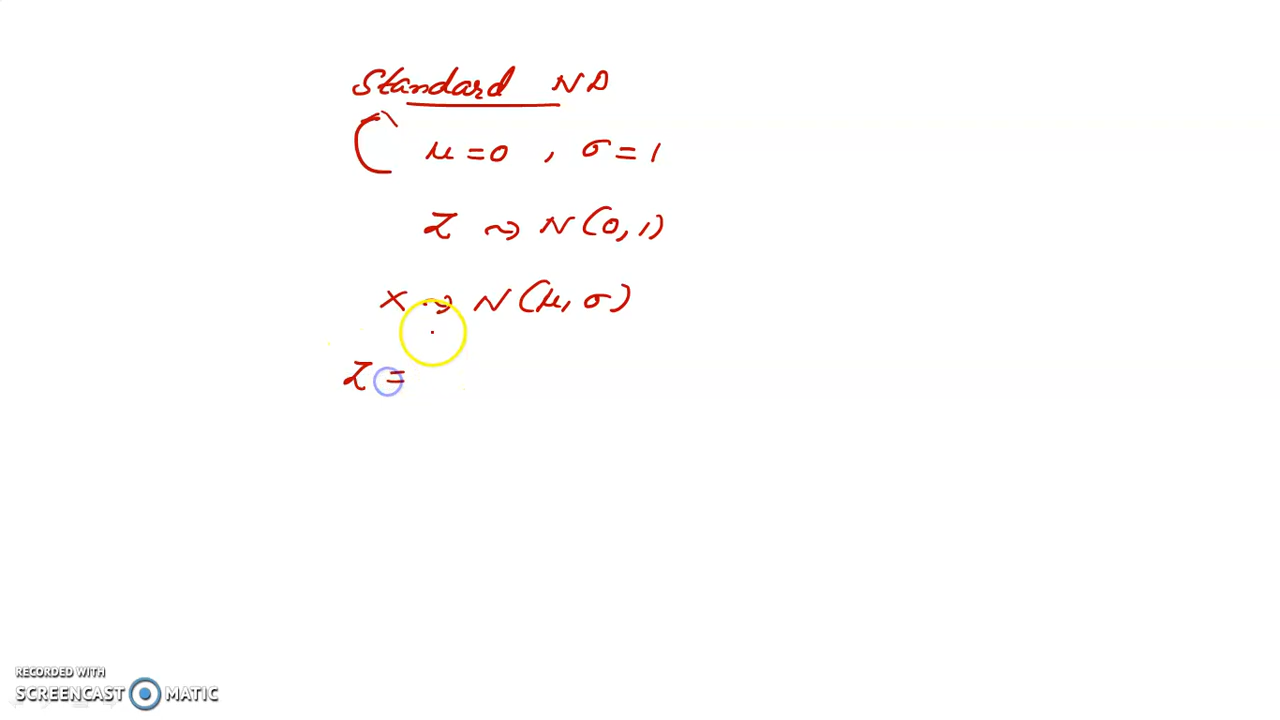 Standard ND
μ = 0 , σ = 1
Z ~> N(0, 1)
X ~> N(μ, σ)
Z =
RECORDED WITH
SCREENCAST MATIC